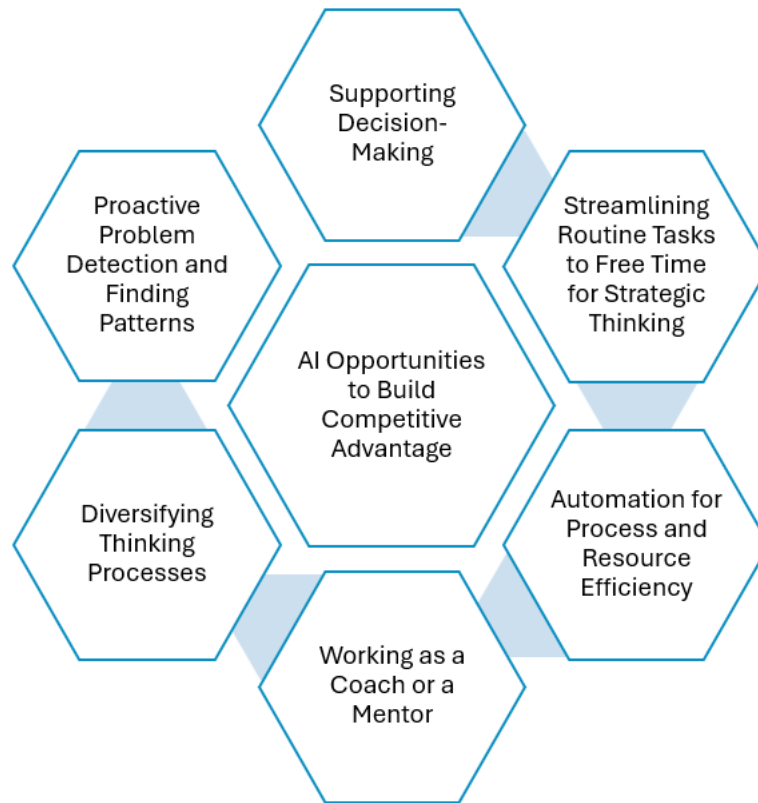 Supporting
Decision-
Making
Streamlining
Routine Tasks
to Free Time
for Strategic
Thinking
Automation for
Process and
Resource
Efficiency
Working as a
Coach or a
Mentor
Diversifying
Thinking
Processes
Proactive
Problem
Detection and
Finding
Patterns
AI Opportunities
to Build
Competitive
Advantage